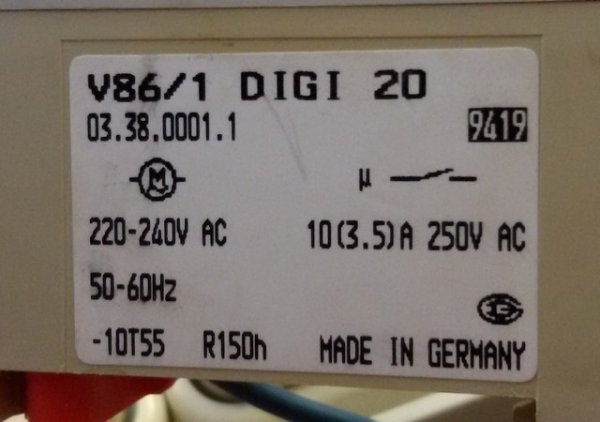 V86/1 DIGI 20
03.38.0001.1 9419
M μ
220-240V AC 10(3.5)A 250V AC
50-60Hz
-10T55 R150h MADE IN GERMANY